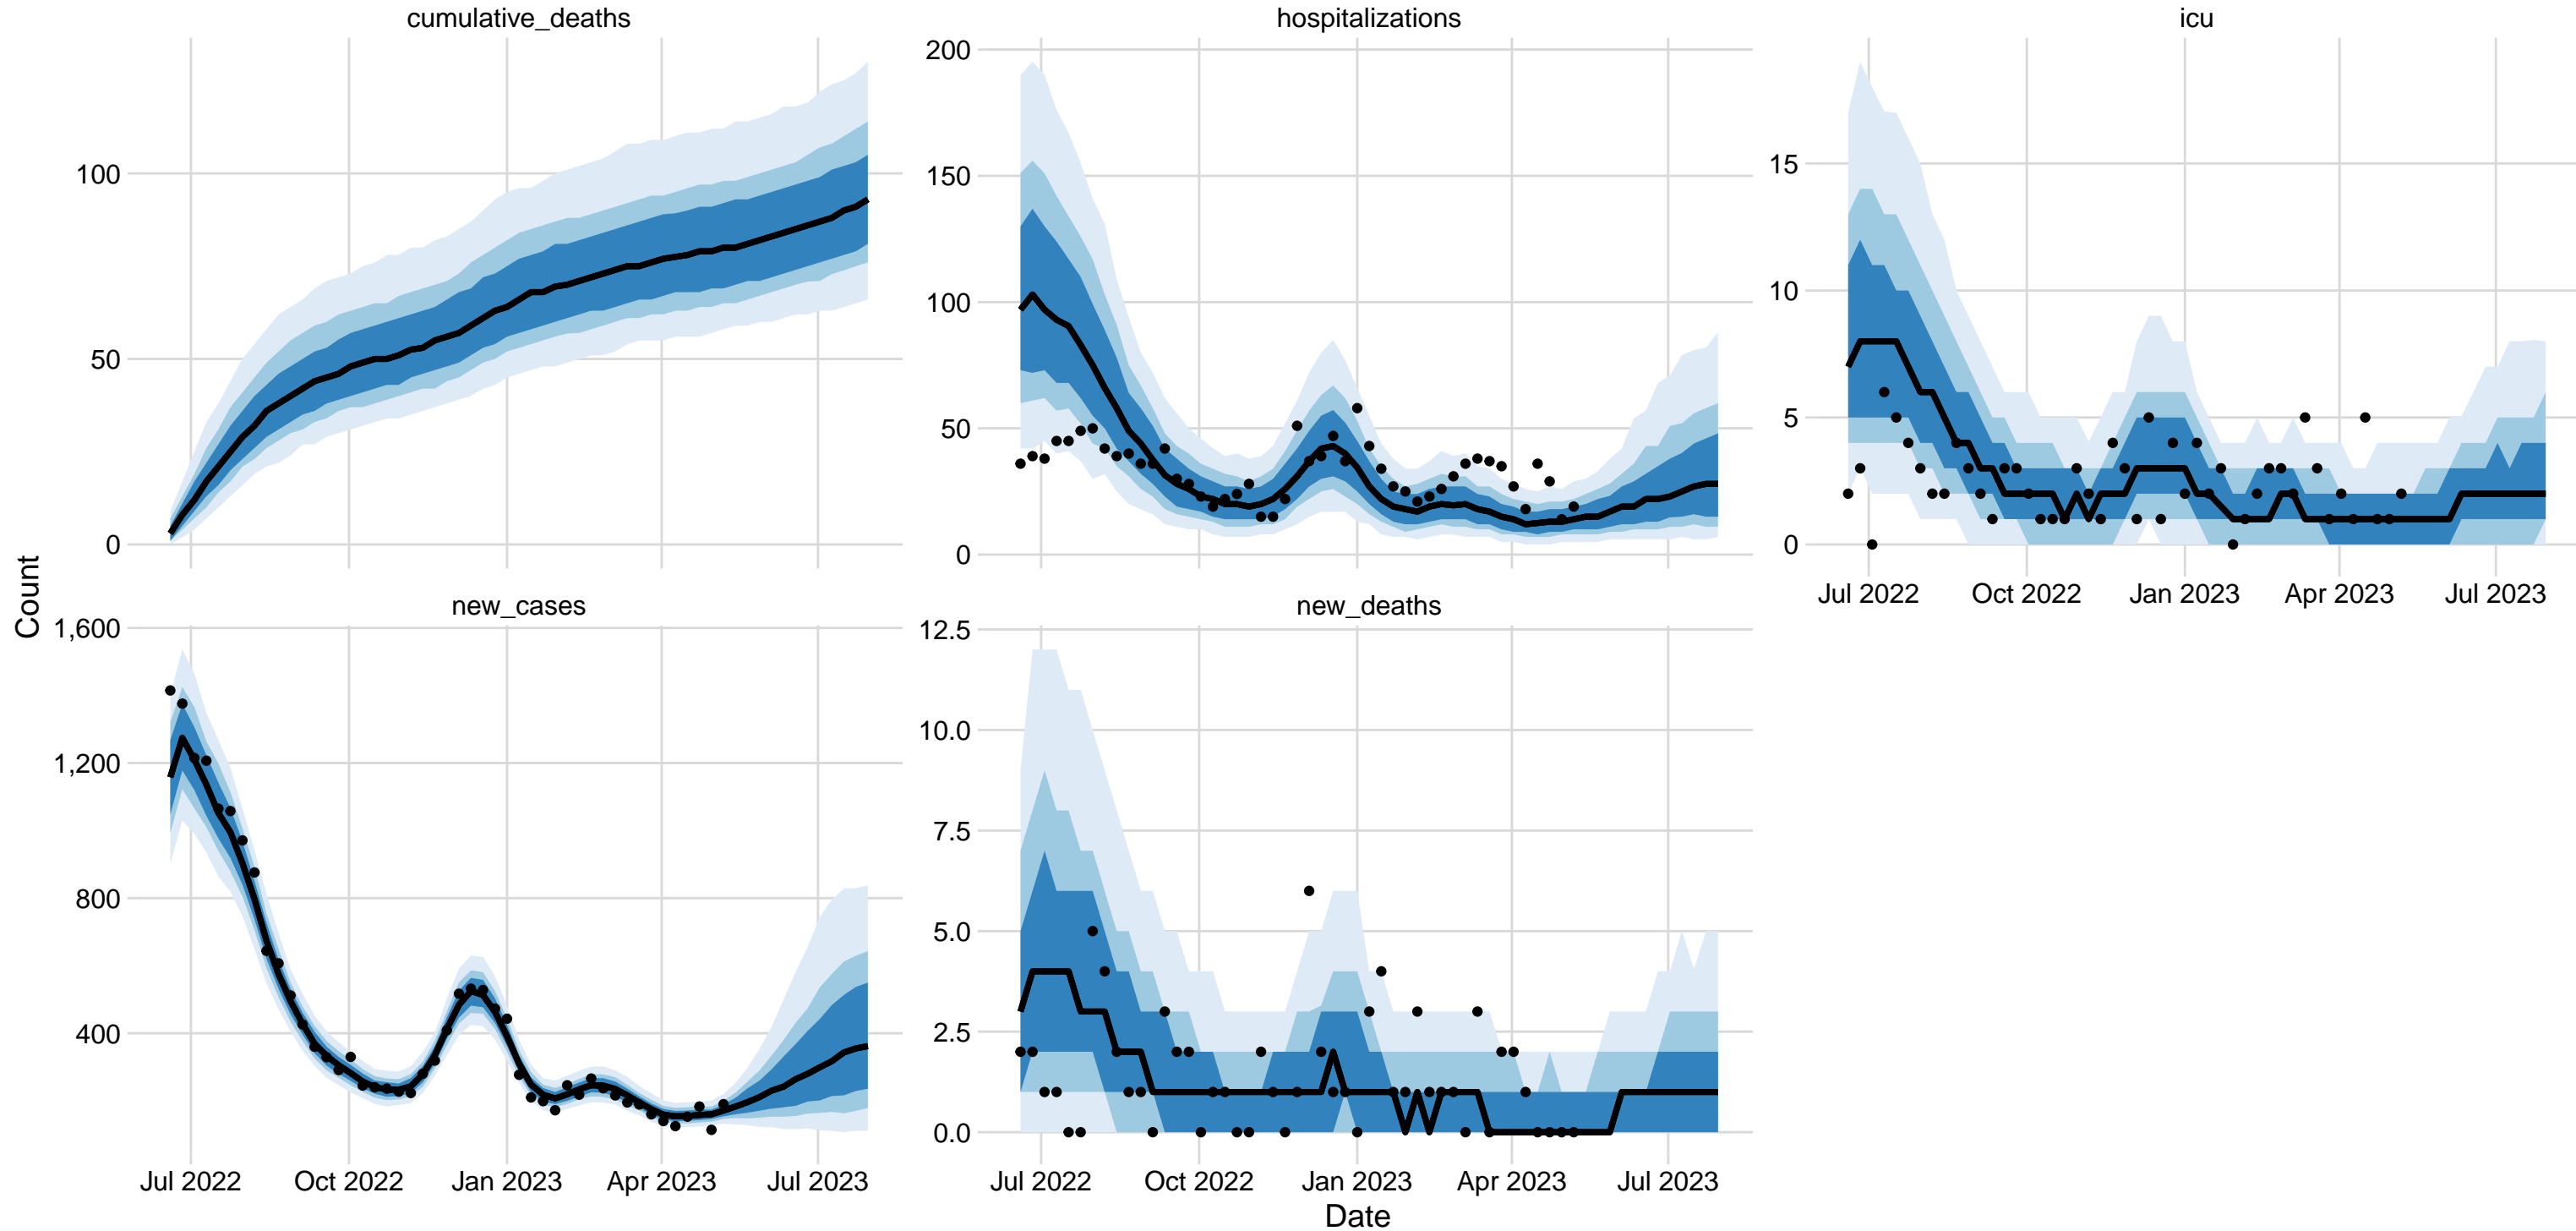 cumulative_deaths
100
50
0
hospitalizations
200
150
100
50
0
icu
15
10
5
0
Jul 2022
Oct 2022
Jan 2023
Apr 2023
Jul 2023
Count
new_cases
1,600
1,200
800
400
Jul 2022
Oct 2022
Jan 2023
Apr 2023
Jul 2023
new_deaths
12.5
10.0
7.5
5.0
2.5
0.0
Jul 2022
Oct 2022
Jan 2023
Apr 2023
Jul 2023
Date